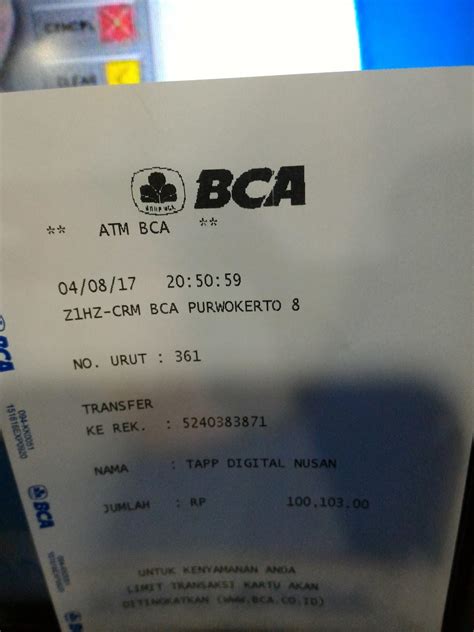 CANCEL
CLEAR
BCA
** ATM BCA **
04/08/17 20:50:59
Z1HZ-CRM BCA PURWOKERTO 8
NO. URUT : 361
TRANSFER
KE REK. : 5240383871
NAMA : TAPP DIGITAL NUSAN
JUMLAH : RP 100,103.00
UNTUK KENYAMANAN ANDA
LIMIT TRANSAKSI KARTU AKAN
DITINGKATKAN (WWW.BCA.CO.ID)
BCA
BCA